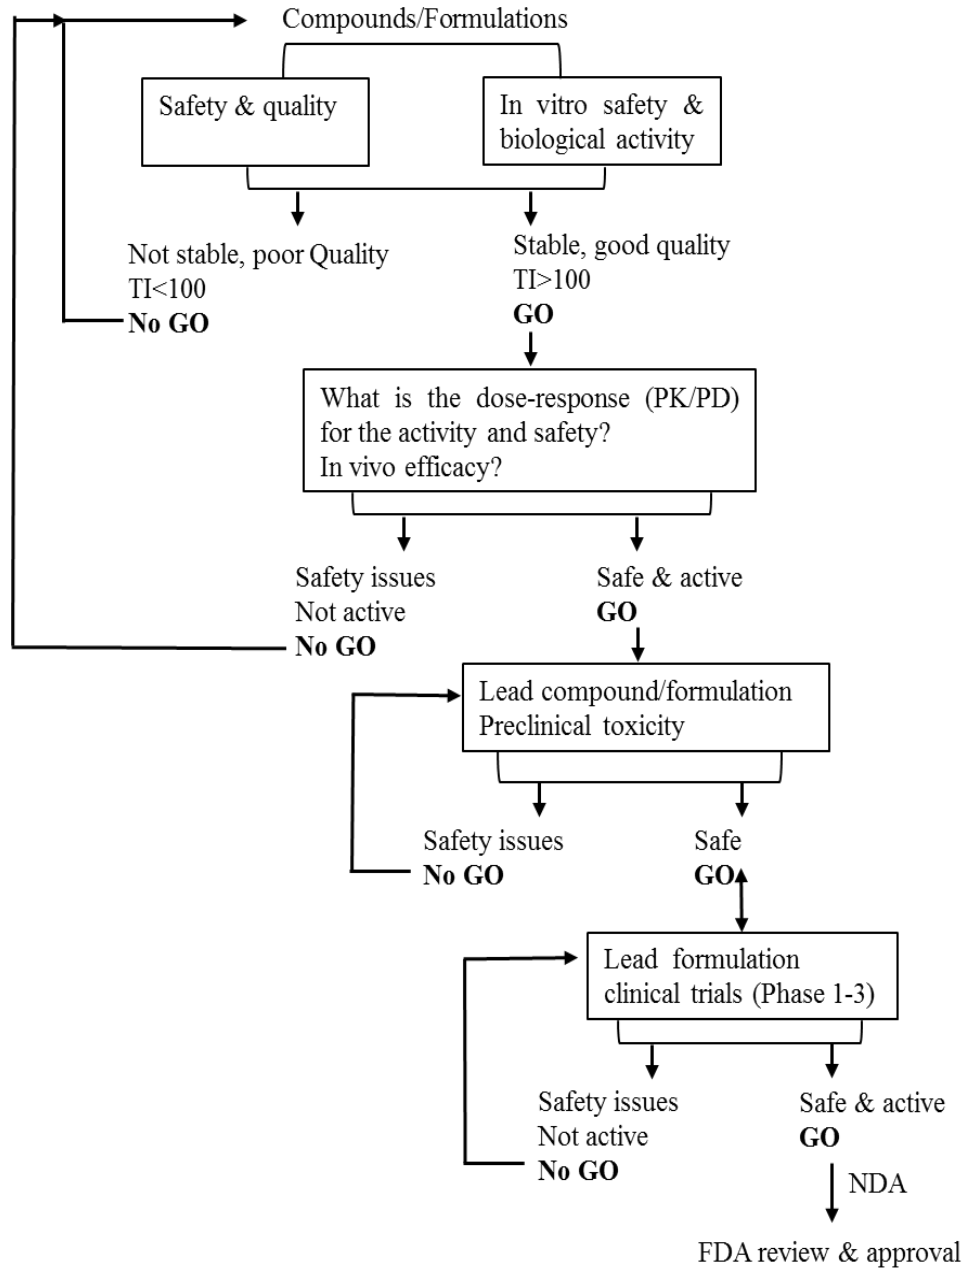 Compounds/Formulations
Safety & quality
In vitro safety &
biological activity
Not stable, poor Quality
TI<100
No GO
Stable, good quality
TI>100
GO
What is the dose-response (PK/PD)
for the activity and safety?
In vivo efficacy?
Safety issues
Not active
No GO
Safe & active
GO
Lead compound/formulation
Preclinical toxicity
Safety issues
No GO
Safe
GO
Lead formulation
clinical trials (Phase 1-3)
Safety issues
Not active
No GO
Safe & active
GO
NDA
FDA review & approval